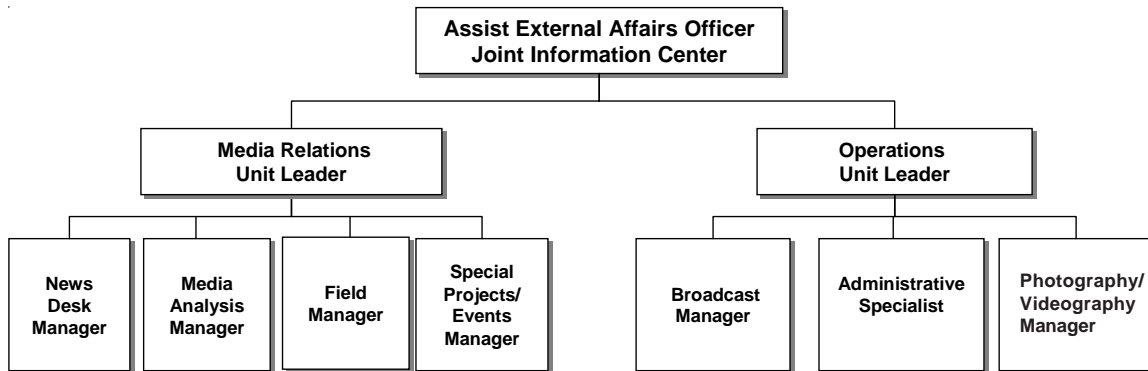 Assist External Affairs Officer
Joint Information Center
Media Relations
Unit Leader
Operations
Unit Leader
News
Desk
Manager
Media
Analysis
Manager
Field
Manager
Special
Projects/
Events
Manager
Broadcast
Manager
Administrative
Specialist
Photography/
Videography
Manager